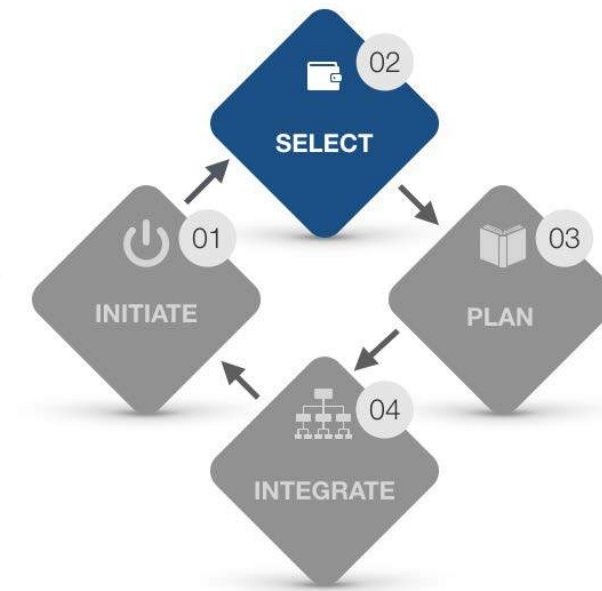 02
SELECT
01
INITIATE
03
PLAN
04
INTEGRATE